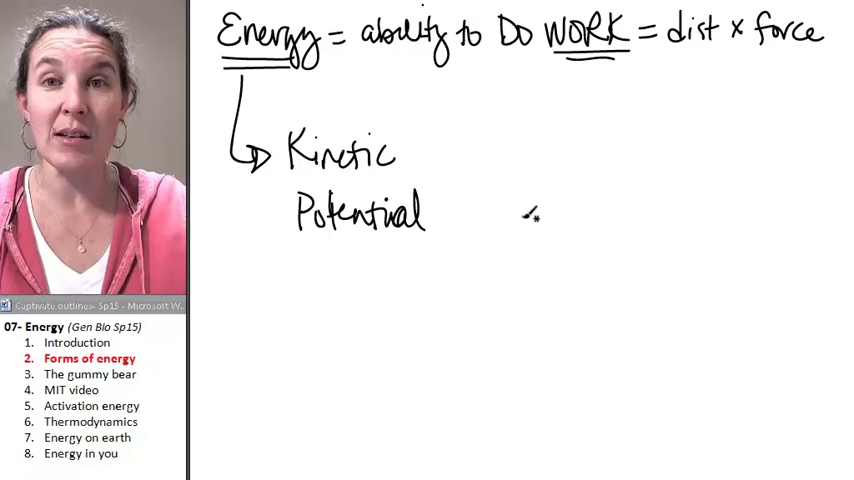 Energy = ability to Do WORK = dist x force
Kinetic
Potential
Captivate outlines- Sp15 - Microsoft W.
07- Energy (Gen Bio Sp15)
1. Introduction
2. Forms of energy
3. The gummy bear
4. MIT video
5. Activation energy
6. Thermodynamics
7. Energy on earth
8. Energy in you